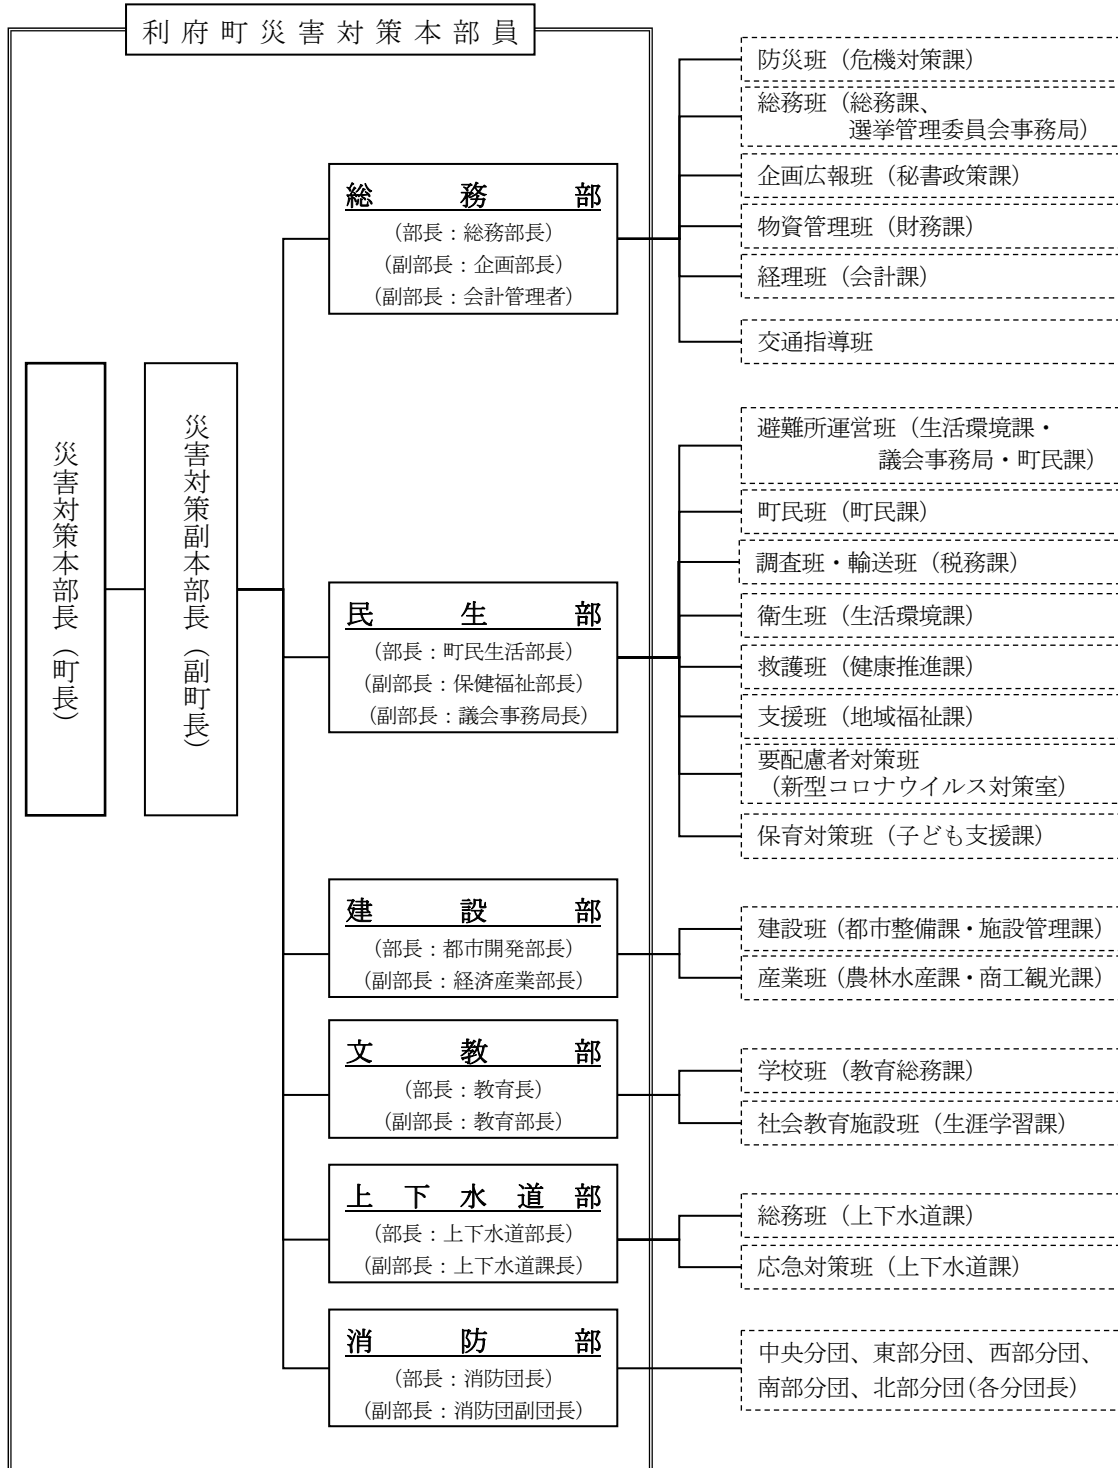 利府町災害対策本部員
災害対策本部長（町長）
災害対策副本部長（副町長）
総務部
（部長：総務部長）
（副部長：企画部長）
（副部長：会計管理者）
防災班（危機対策課）
総務班（総務課、
選挙管理委員会事務局）
企画広報班（秘書政策課）
物資管理班（財務課）
経理班（会計課）
交通指導班
民生部
（部長：町民生活部長）
（副部長：保健福祉部長）
（副部長：議会事務局長）
避難所運営班（生活環境課・
議会事務局・町民課）
町民班（町民課）
調査班・輸送班（税務課）
衛生班（生活環境課）
救護班（健康推進課）
支援班（地域福祉課）
要配慮者対策班
（新型コロナウイルス対策室）
保育対策班（子ども支援課）
建設部
（部長：都市開発部長）
（副部長：経済産業部長）
建設班（都市整備課・施設管理課）
産業班（農林水産課・商工観光課）
文教部
（部長：教育長）
（副部長：教育部長）
学校班（教育総務課）
社会教育施設班（生涯学習課）
上下水道部
（部長：上下水道部長）
（副部長：上下水道課長）
総務班（上下水道課）
応急対策班（上下水道課）
消防部
（部長：消防団長）
（副部長：消防団副団長）
中央分団、東部分団、西部分団、
南部分団、北部分団（各分団長）